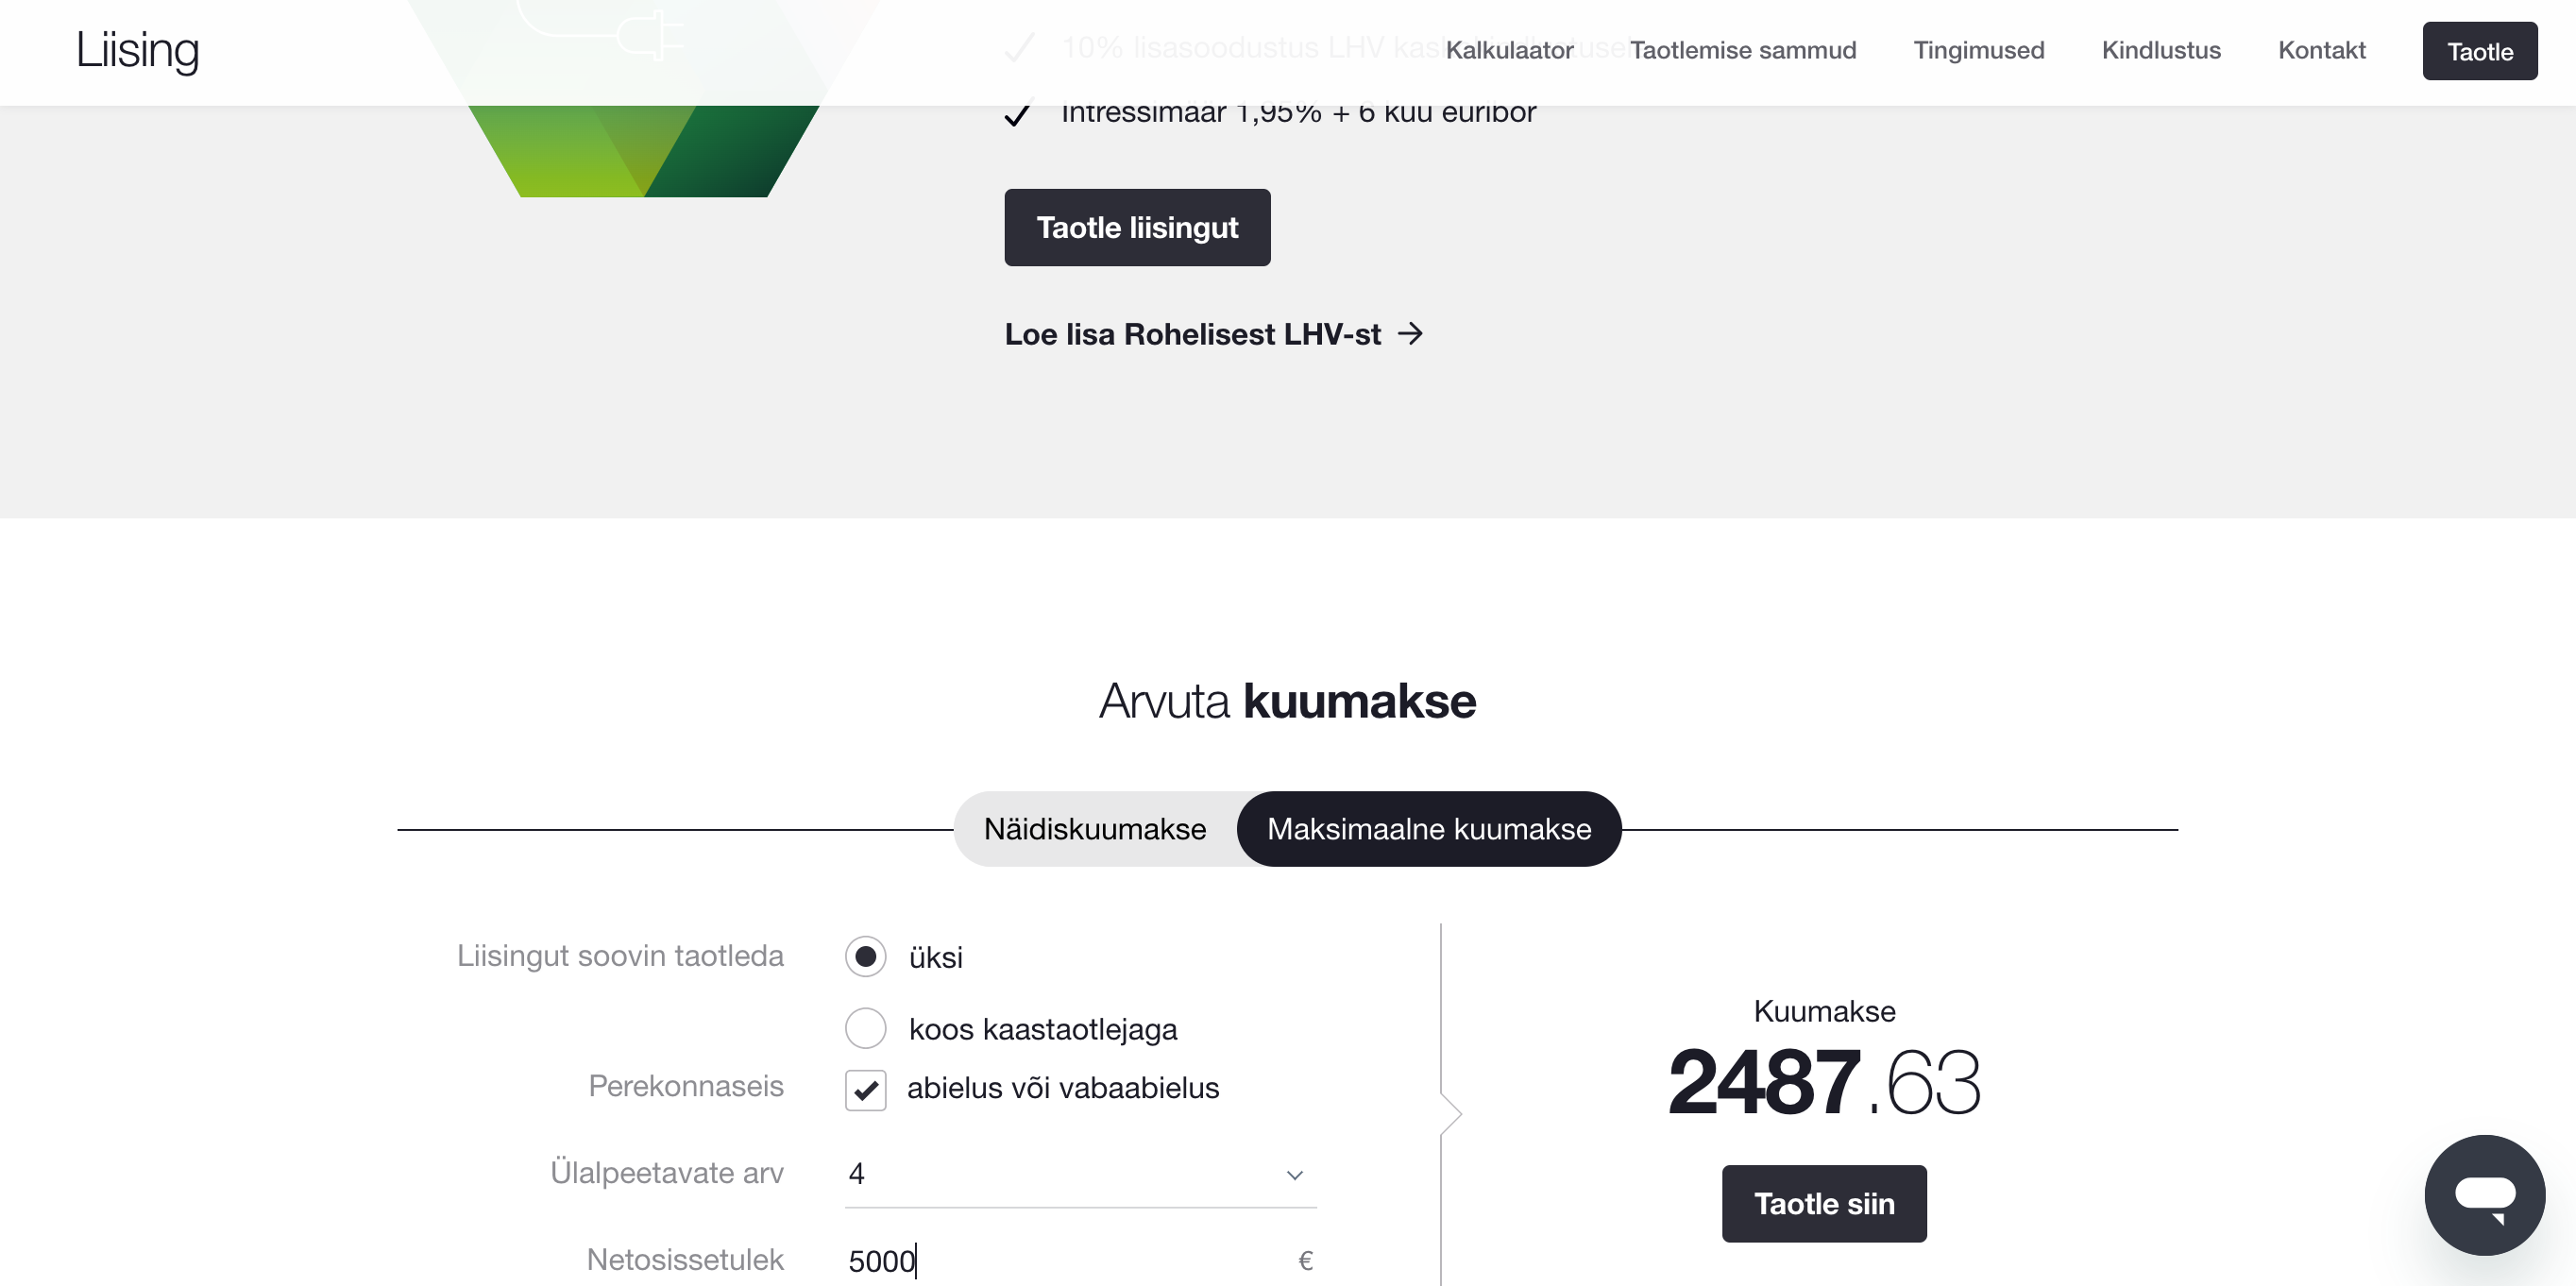 Liising
Kalkulaator
Taotlemise sammud
Tingimused
Kindlustus
Kontakt
Taotle
10% lisasoodustus LHV
Intressimäär 1,95% + 6 kuu euribor
Taotle liisingut
Loe lisa Rohelisest LHV-st →
Arvuta kuumakse
Näidiskuumakse
Maksimaalne kuumakse
Liisingut soovin taotleda
üksi
koos kaastaotlejaga
Perekonnaseis
abielus või vabaabielus
Ülalpeetavate arv
4
Netosissetulek
5000
€
Kuumakse
2487.63
Taotle siin